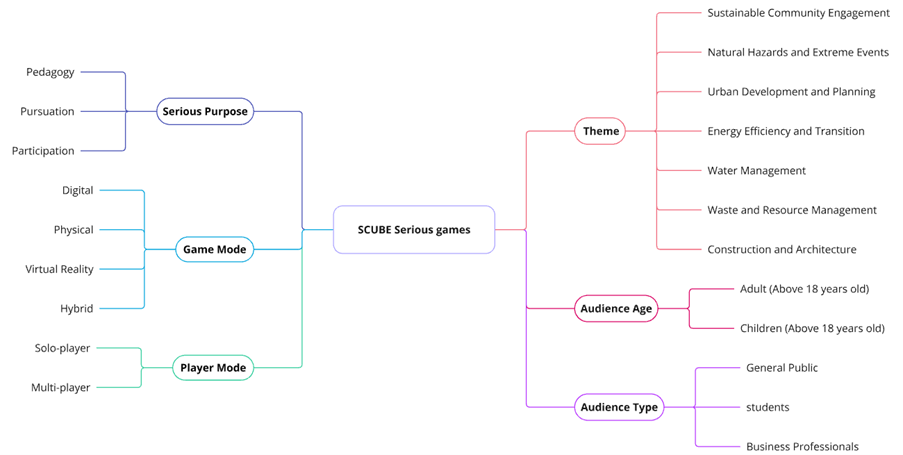 SCUBE Serious games
Serious Purpose
Pedagogy
Pursuation
Participation
Game Mode
Digital
Physical
Virtual Reality
Hybrid
Player Mode
Solo-player
Multi-player
Theme
Sustainable Community Engagement
Natural Hazards and Extreme Events
Urban Development and Planning
Energy Efficiency and Transition
Water Management
Waste and Resource Management
Construction and Architecture
Audience Age
Adult (Above 18 years old)
Children (Above 18 years old)
Audience Type
General Public
students
Business Professionals